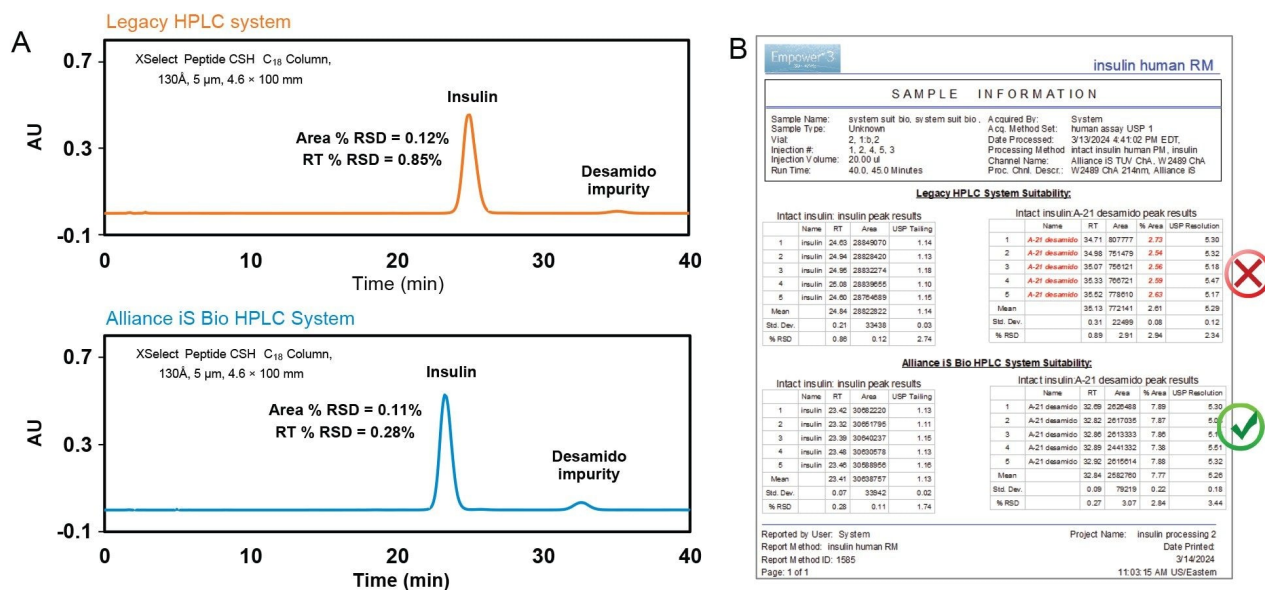 A
Legacy HPLC system
0.7
0.3
-0.1
AU
XSelect Peptide CSH C18 Column,
130Å, 5 µm, 4.6 × 100 mm
Insulin
Area % RSD = 0.12%
RT % RSD = 0.85%
Desamido
impurity
0 10 20 30 40
Time (min)
Alliance iS Bio HPLC System
0.7
0.3
-0.1
AU
XSelect Peptide CSH C18 Column,
130Å, 5 µm, 4.6 × 100 mm
Insulin
Area % RSD = 0.11%
RT % RSD = 0.28%
Desamido
impurity
0 10 20 30 40
Time (min)
B
Empower 3
insulin human RM
SAMPLE INFORMATION
Sample Name: system suit bio, system suit bio,
Sample Type: Unknown
Vial: 2, 1:b,2
Injection #: 1, 2, 4, 5, 3
Injection Volume: 20.00 ul
Run Time: 40.0, 45.0 Minutes
Acquired By: System
Acq. Method Set: human assay USP 1
Date Processed: 3/13/2024 4:41:02 PM EDT,
Processing Method intact insulin human PM, insulin
Channel Name: Alliance iS TUV ChA, W2489 ChA
Proc. Chnl. Descr.: W2489 ChA 214nm, Alliance iS
Legacy HPLC System Suitability:
Intact insulin: insulin peak results
Name RT Area USP Tailing
1 insulin 24.63 28849070 1.14
2 insulin 24.94 28828420 1.13
3 insulin 24.95 28832274 1.18
4 insulin 25.08 28839655 1.10
5 insulin 24.60 28764689 1.15
Mean 24.84 28822822 1.14
Std. Dev. 0.21 33438 0.03
% RSD 0.86 0.12 2.74
Intact insulin:A-21 desamido peak results
Name RT Area % Area USP Resolution
1 A-21 desamido 34.71 807777 2.73 5.30
2 A-21 desamido 34.98 751479 2.54 5.32
3 A-21 desamido 35.07 756121 2.56 5.18
4 A-21 desamido 35.33 766721 2.59 5.47
5 A-21 desamido 35.52 778610 2.63 5.17
Mean 35.13 772141 2.61 5.29
Std. Dev. 0.31 22499 0.08 0.12
% RSD 0.89 2.91 2.94 2.34
Alliance iS Bio HPLC System Suitability:
Intact insulin: insulin peak results
Name RT Area USP Tailing
1 insulin 23.42 30682220 1.13
2 insulin 23.32 30651795 1.11
3 insulin 23.39 30640237 1.15
4 insulin 23.48 30630578 1.13
5 insulin 23.46 30588956 1.16
Mean 23.41 30638757 1.13
Std. Dev. 0.07 33942 0.02
% RSD 0.28 0.11 1.74
Intact insulin:A-21 desamido peak results
Name RT Area % Area USP Resolution
1 A-21 desamido 32.69 2626488 7.89 5.30
2 A-21 desamido 32.82 2617035 7.87
3 A-21 desamido 32.86 2613333 7.86
4 A-21 desamido 32.89 2441332 7.38 5.51
5 A-21 desamido 32.92 2615614 7.88 5.32
Mean 32.84 2582760 7.77 5.26
Std. Dev. 0.09 79219 0.22 0.18
% RSD 0.27 3.07 2.84 3.44
Reported by User: System
Report Method: insulin human RM
Report Method ID: 1585
Page: 1 of 1
Project Name: insulin processing 2
Date Printed:
3/14/2024
11:03:15 AM US/Eastern